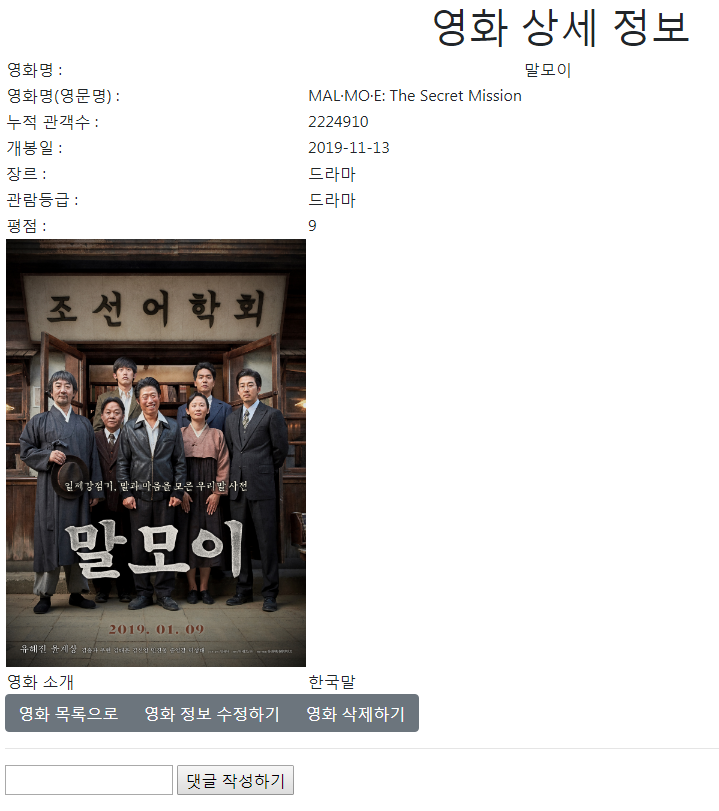 영화 상세 정보
영화명 : 말모이
영화명(영문명) : MAL·MO·E: The Secret Mission
누적 관객수 : 2224910
개봉일 : 2019-11-13
장르 : 드라마
관람등급 : 드라마
평점 : 9
조선어학회
일제강점기, 말과 마음을 모은 우리말 사전
말모이
2019. 01. 09
유해진 윤계상
영화 소개 한국말
영화 목록으로 영화 정보 수정하기 영화 삭제하기
댓글 작성하기